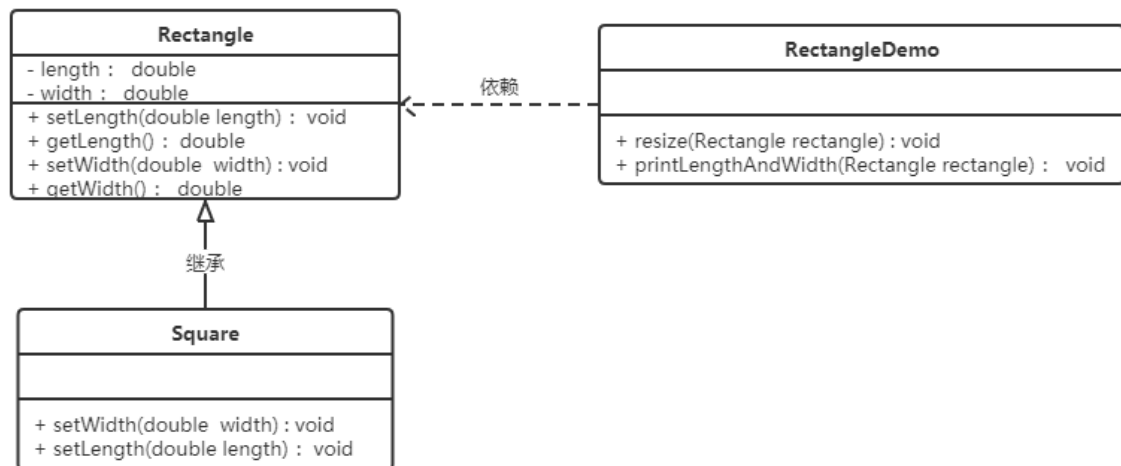 Rectangle
- length : double
- width : double
+ setLength(double length) : void
+ getLength() : double
+ setWidth(double width) : void
+ getWidth() : double
依赖
RectangleDemo
+ resize(Rectangle rectangle) : void
+ printLengthAndWidth(Rectangle rectangle) : void
继承
Square
+ setWidth(double width) : void
+ setLength(double length) : void